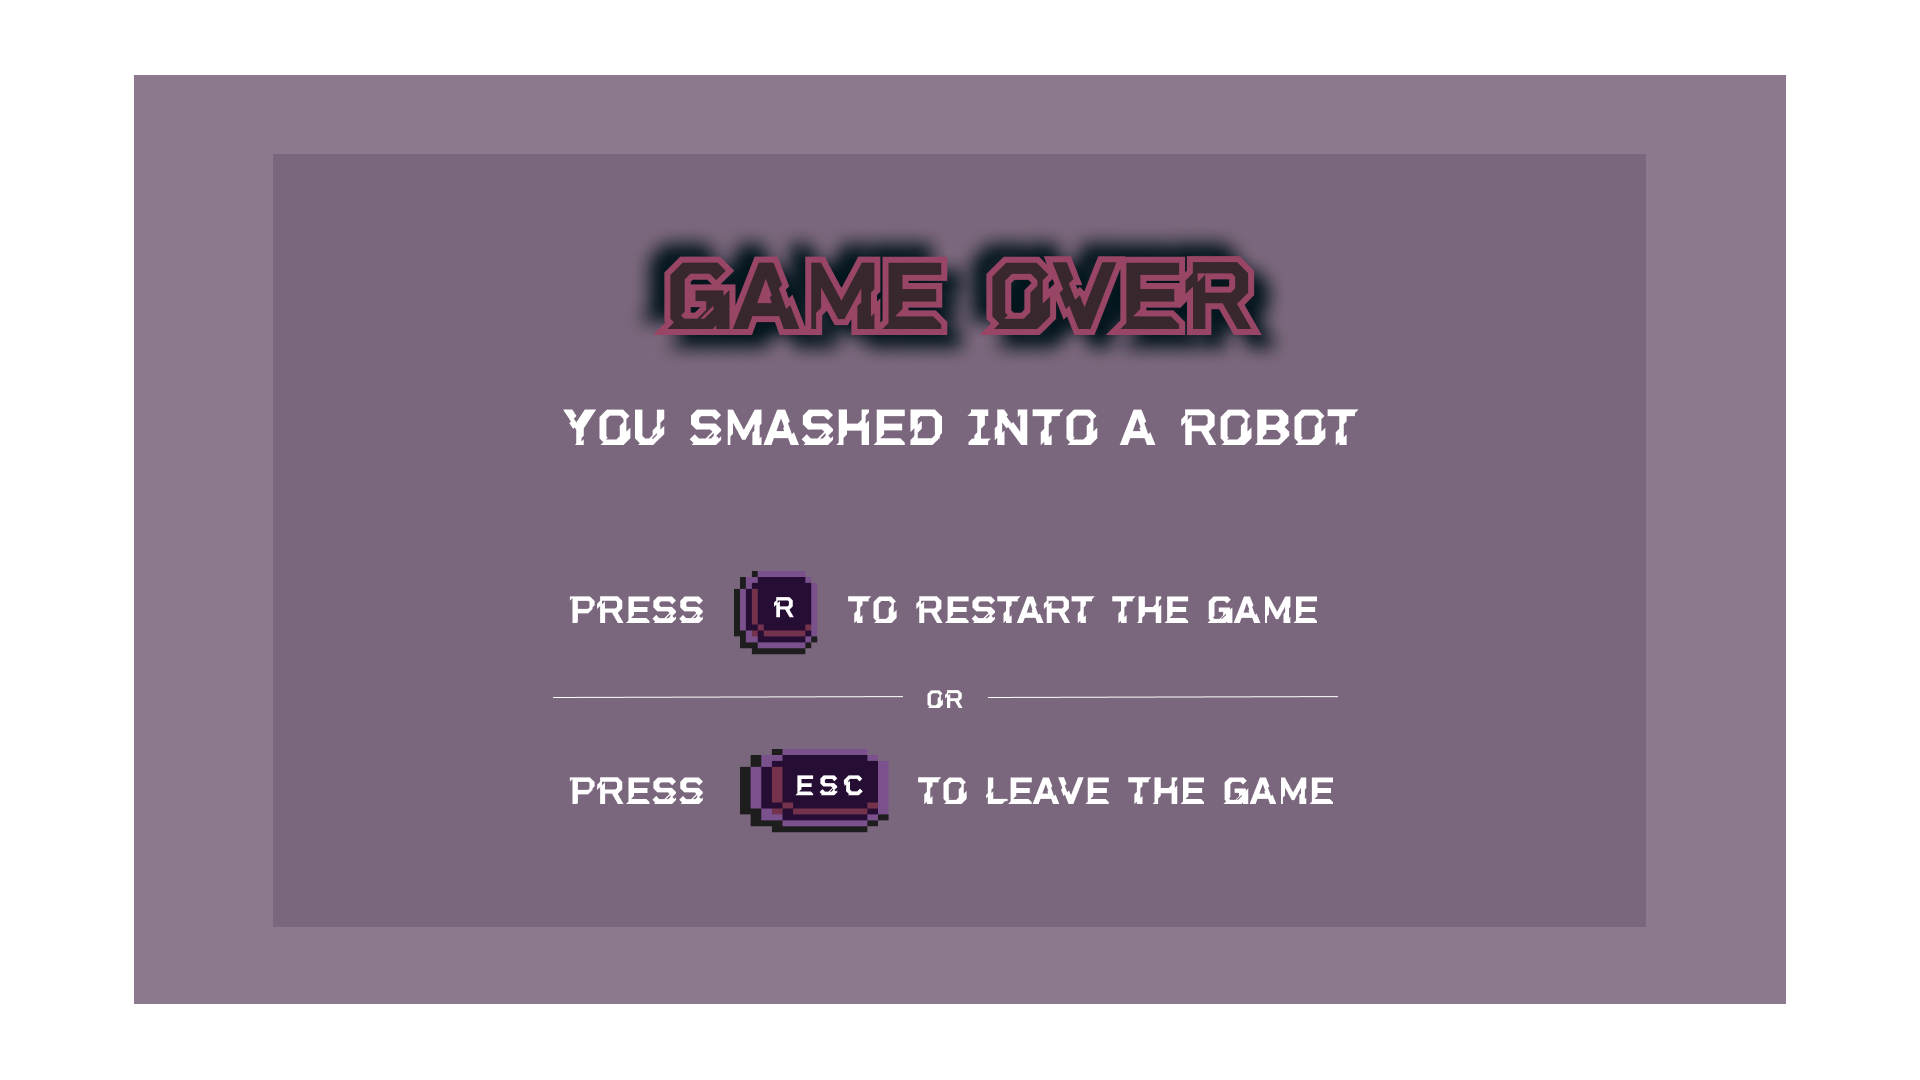 GAME OVER
YOU SMASHED INTO A ROBOT
PRESS R TO RESTART THE GAME
OR
PRESS ESC TO LEAVE THE GAME